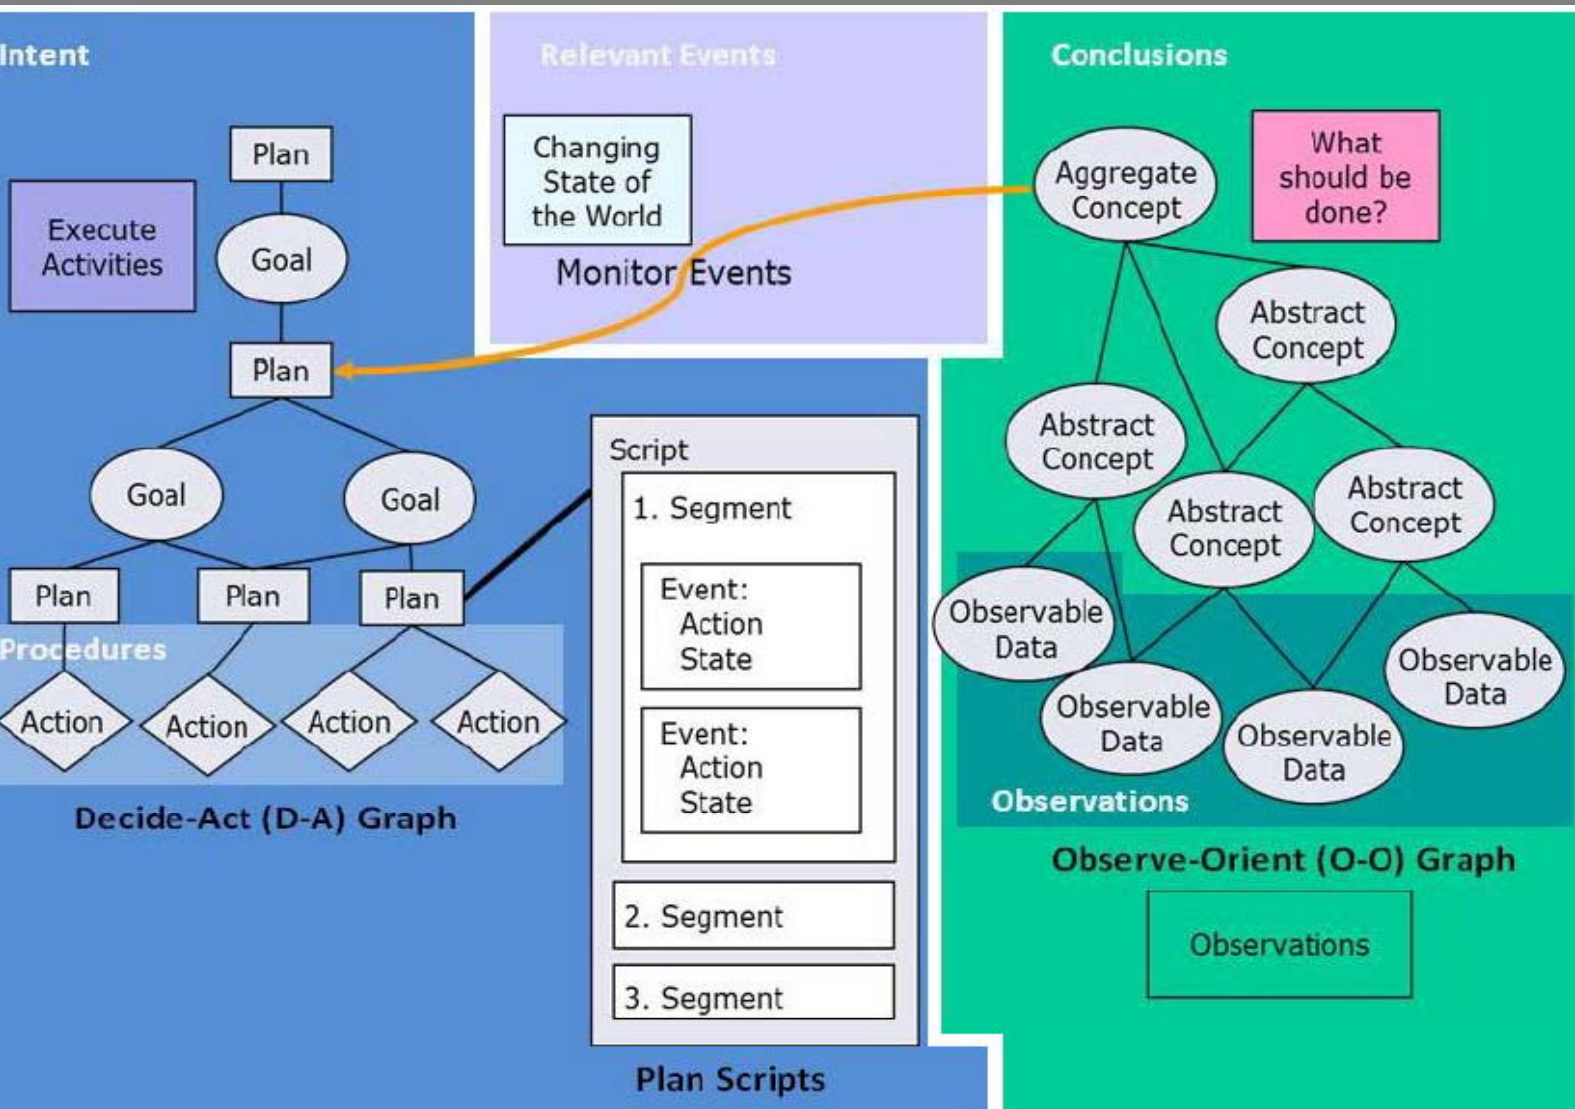 Intent
Relevant Events
Conclusions
Plan
Execute
Activities
Goal
Plan
Goal
Goal
Plan
Plan
Plan
Procedures
Action
Action
Action
Action
Decide-Act (D-A) Graph
Changing
State of
the World
Monitor Events
Script
1. Segment
Event:
Action
State
Event:
Action
State
2. Segment
3. Segment
Plan Scripts
Aggregate
Concept
What
should be
done?
Abstract
Concept
Abstract
Concept
Abstract
Concept
Abstract
Concept
Observable
Data
Observable
Data
Observable
Data
Observable
Data
Observations
Observe-Orient (O-O) Graph
Observations